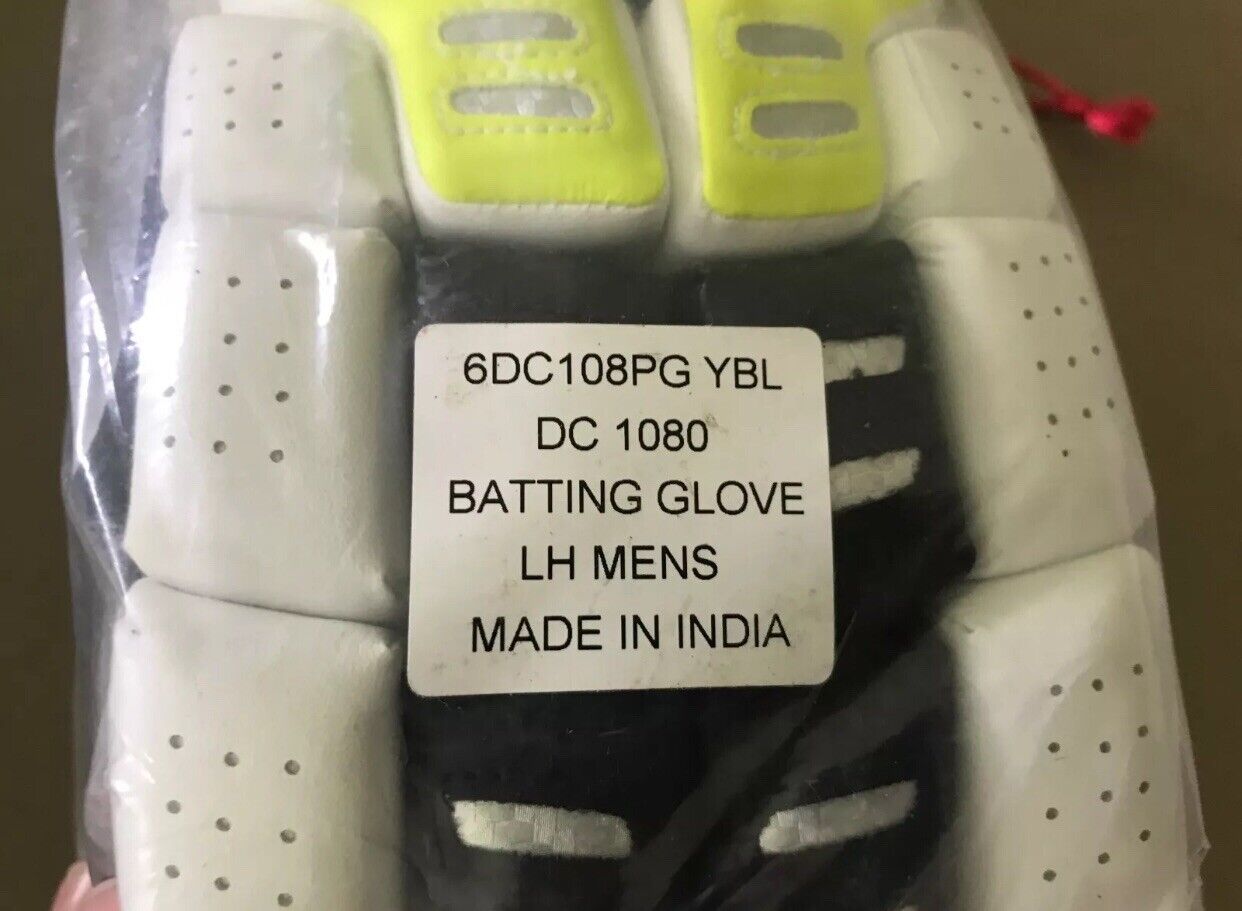 6DC108PG YBL
DC 1080
BATTING GLOVE
LH MENS
MADE IN INDIA